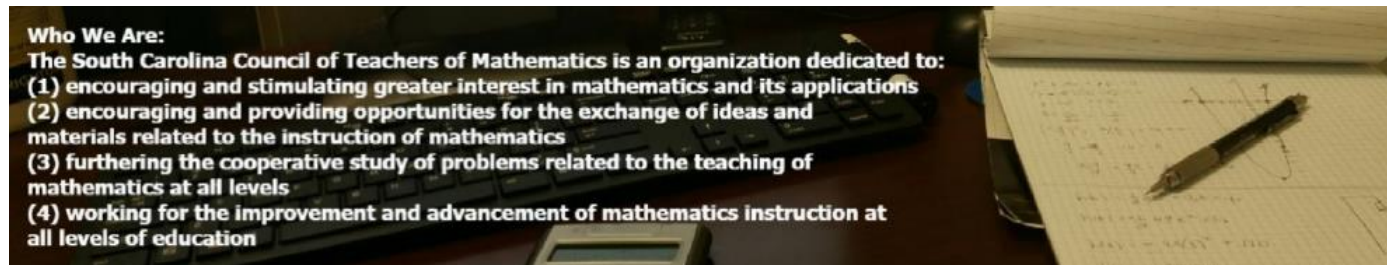 Who We Are:
The South Carolina Council of Teachers of Mathematics is an organization dedicated to:
(1) encouraging and stimulating greater interest in mathematics and its applications
(2) encouraging and providing opportunities for the exchange of ideas and
materials related to the instruction of mathematics
(3) furthering the cooperative study of problems related to the teaching of
mathematics at all levels
(4) working for the improvement and advancement of mathematics instruction at
all levels of education